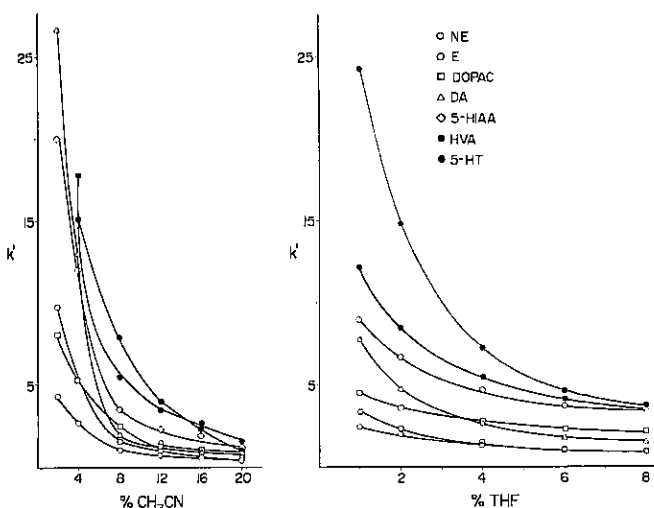 25
15
k'
5
4
8
12
16
20
% CH₃CN
NE
E
DOPAC
DA
5-HIAA
HVA
5-HT
25
15
k'
5
2
4
6
8
% THF